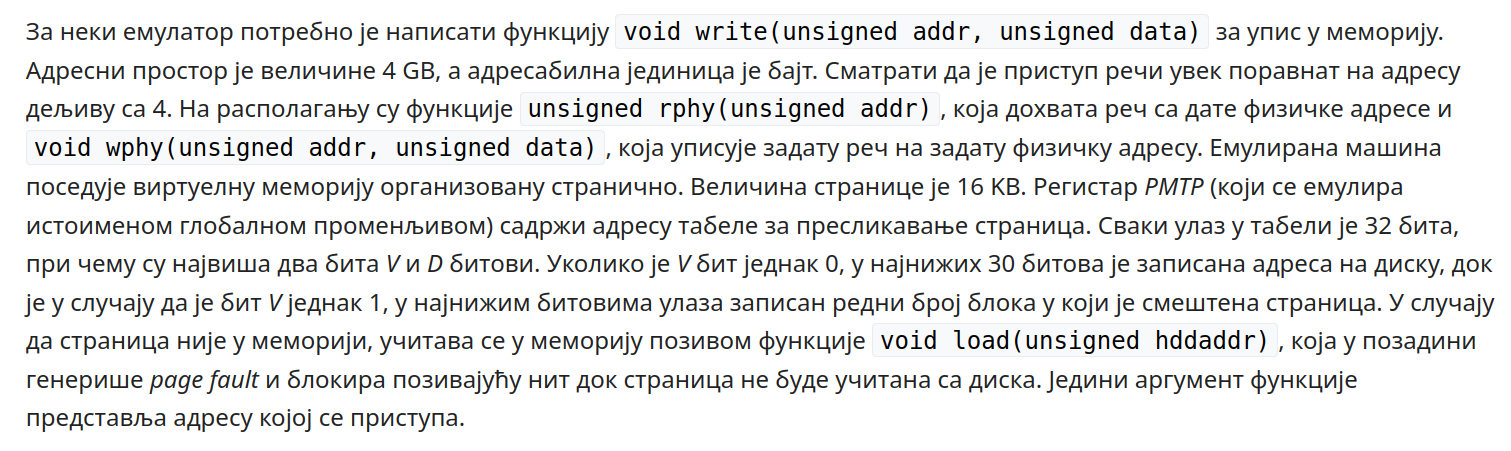 За неки емулатор потребно је написати функцију void write(unsigned addr, unsigned data) за упис у меморију.
Адресни простор је величине 4 GB, а адресабилна јединица је бајт. Сматрати да је приступ речи увек поравнат на адресу
дељиву са 4. На располагању су функције unsigned rphy(unsigned addr), која дохвата реч са дате физичке адресе и
void wphy(unsigned addr, unsigned data), која уписује задату реч на задату физичку адресу. Емулирана машина
поседује виртуелну меморију организовану странично. Величина странице је 16 KB. Регистар PMTP (који се емулира
истоименом глобалном променљивом) садржи адресу табеле за пресликавање страница. Сваки улаз у табели је 32 бита,
при чему су највиша два бита V и D битови. Уколико је V бит једнак 0, у најнижих 30 битова је записана адреса на диску, док
је у случају да је бит V једнак 1, у најнижим битовима улаза записан редни број блока у који је смештена страница. У случају
да страница није у меморији, учитава се у меморију позивом функције void load(unsigned hddaddr), која у позадини
генерише page fault и блокира позивајућу нит док страница не буде учитана са диска. Једини аргумент функције
представља адресу којој се приступа.